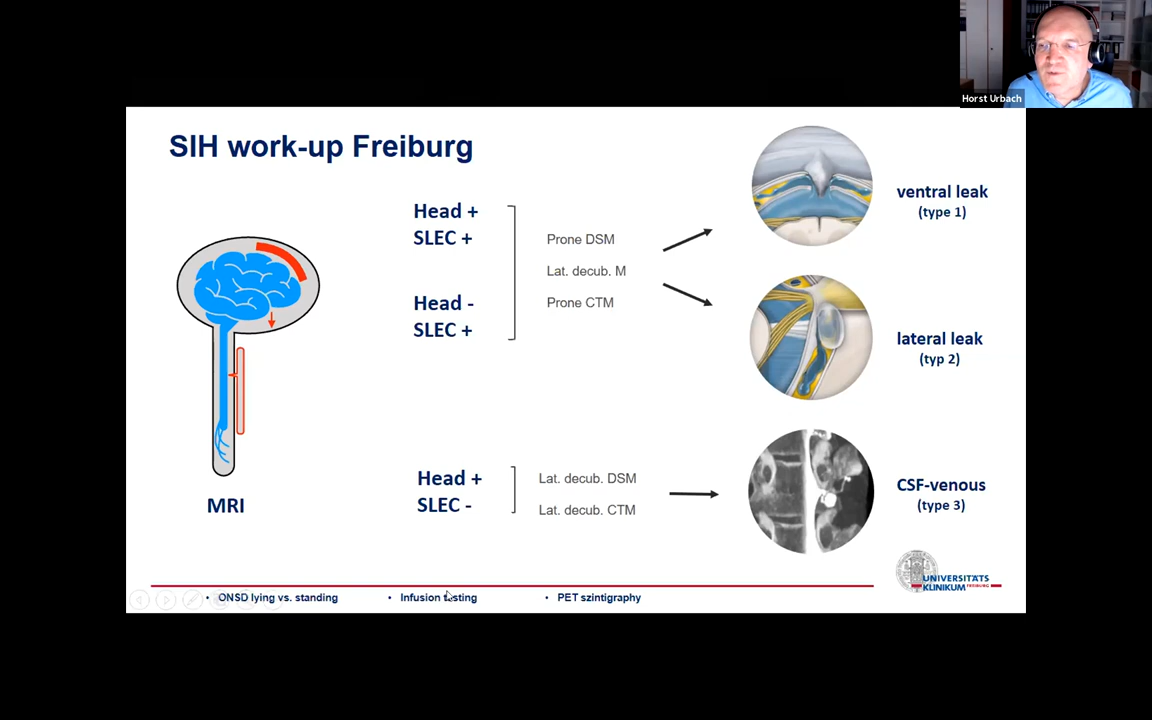 Horst Urbach
SIH work-up Freiburg
Head +
SLEC +
Head -
SLEC +
Prone DSM
Lat. decub. M
Prone CTM
ventral leak
(type 1)
lateral leak
(typ 2)
Head +
SLEC -
Lat. decub. DSM
Lat. decub. CTM
CSF-venous
(type 3)
MRI
UNIVERSITÄTS
KLINIKUM FREIBURG
• ONSD lying vs. standing
• Infusion testing
• PET szintigraphy